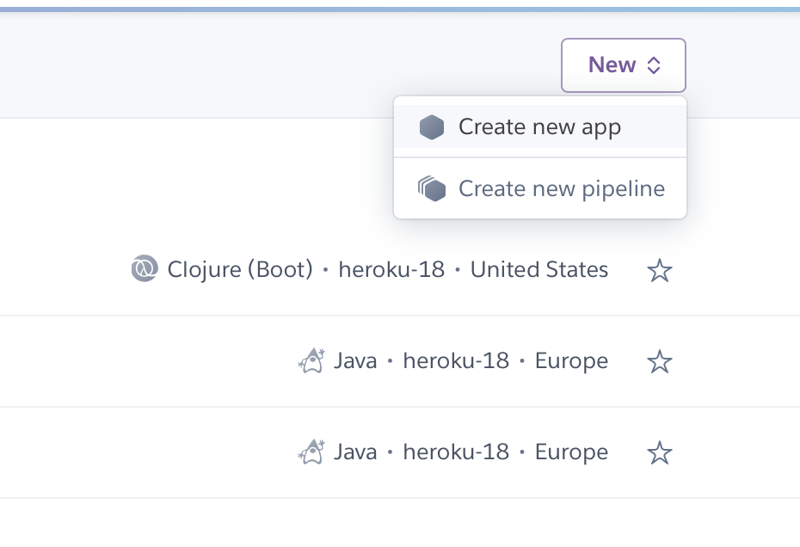 New
Create new app
Create new pipeline
Clojure (Boot) · heroku-18 · United States
Java · heroku-18 · Europe
Java · heroku-18 · Europe